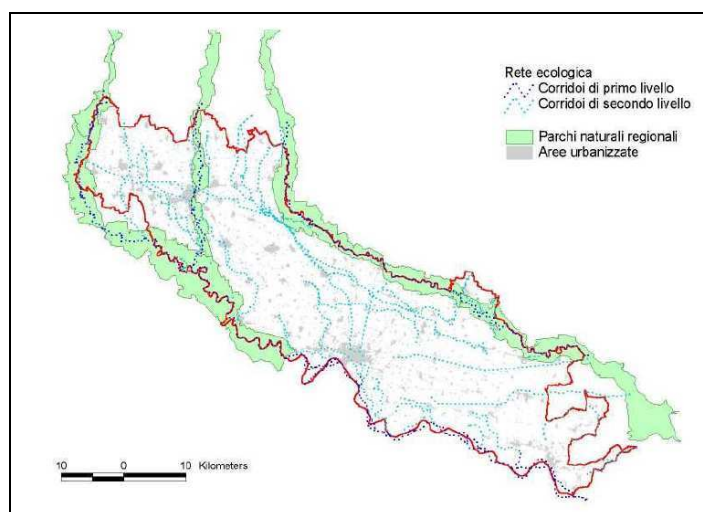 Rete ecologica
Corridoi di primo livello
Corridoi di secondo livello
Parchi naturali regionali
Aree urbanizzate
10 0 10 Kilometers